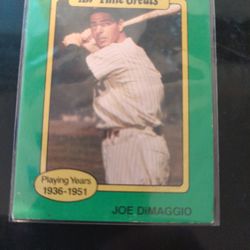 All-Time Greats
Playing Years
1936-1951
JOE DiMAGGIO